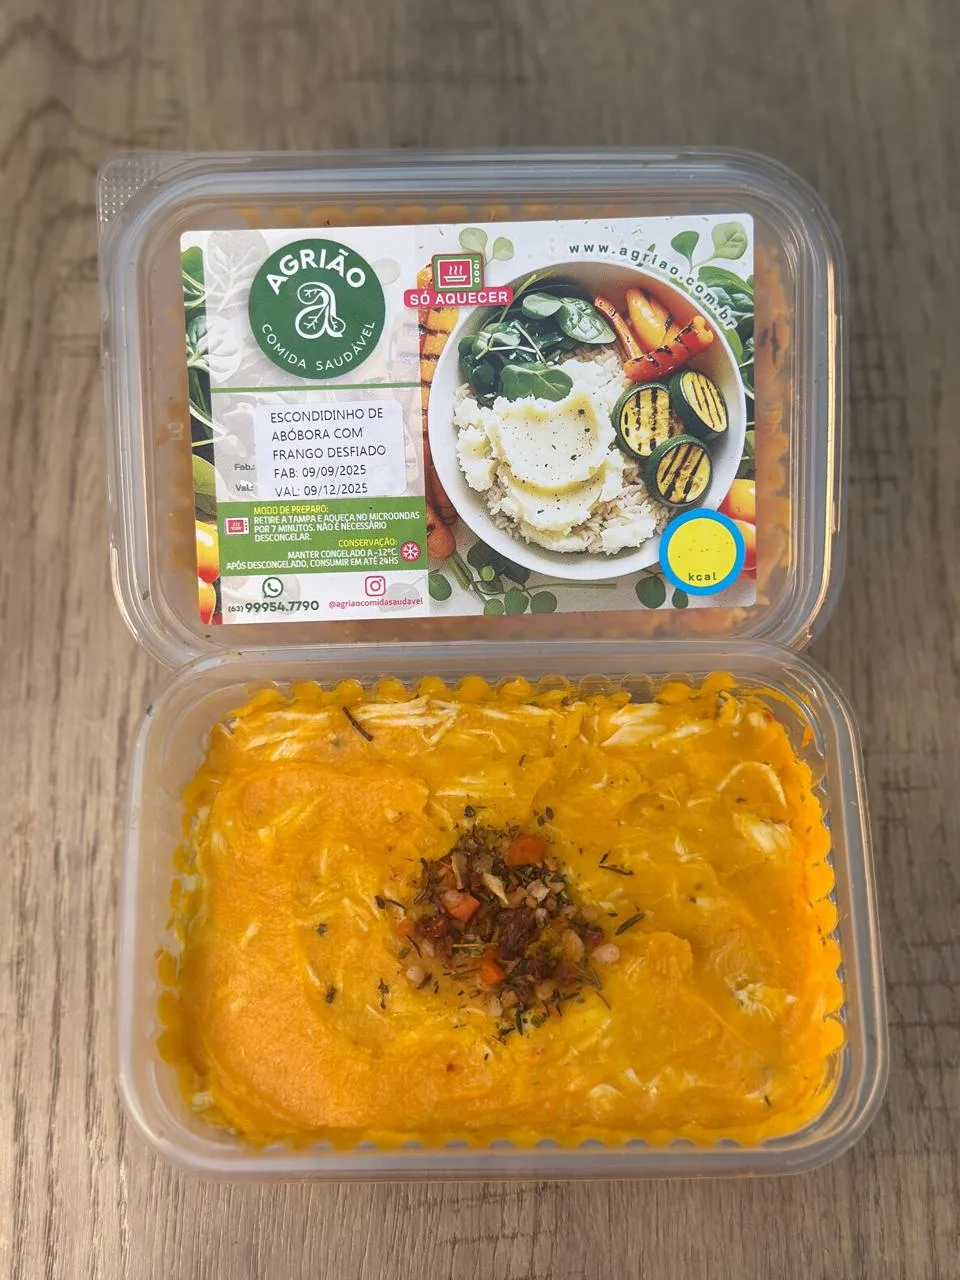 AGRIÃO
COMIDA SAUDÁVEL
SÓ AQUECER
www.agriao.com.br
ESCONDIDINHO DE
ABÓBORA COM
FRANGO DESFIADO
Fab.: FAB: 09/09/2025
Val.: VAL: 09/12/2025
MODO DE PREPARO:
RETIRE A TAMPA E AQUEÇA NO MICROONDAS
POR 7 MINUTOS. NÃO É NECESSÁRIO
DESCONGELAR.
CONSERVAÇÃO:
MANTER CONGELADO A -12°C.
APÓS DESCONGELADO, CONSUMIR EM ATÉ 24HS
(63) 99954.7790
@agriaocomidasaudavel
kcal